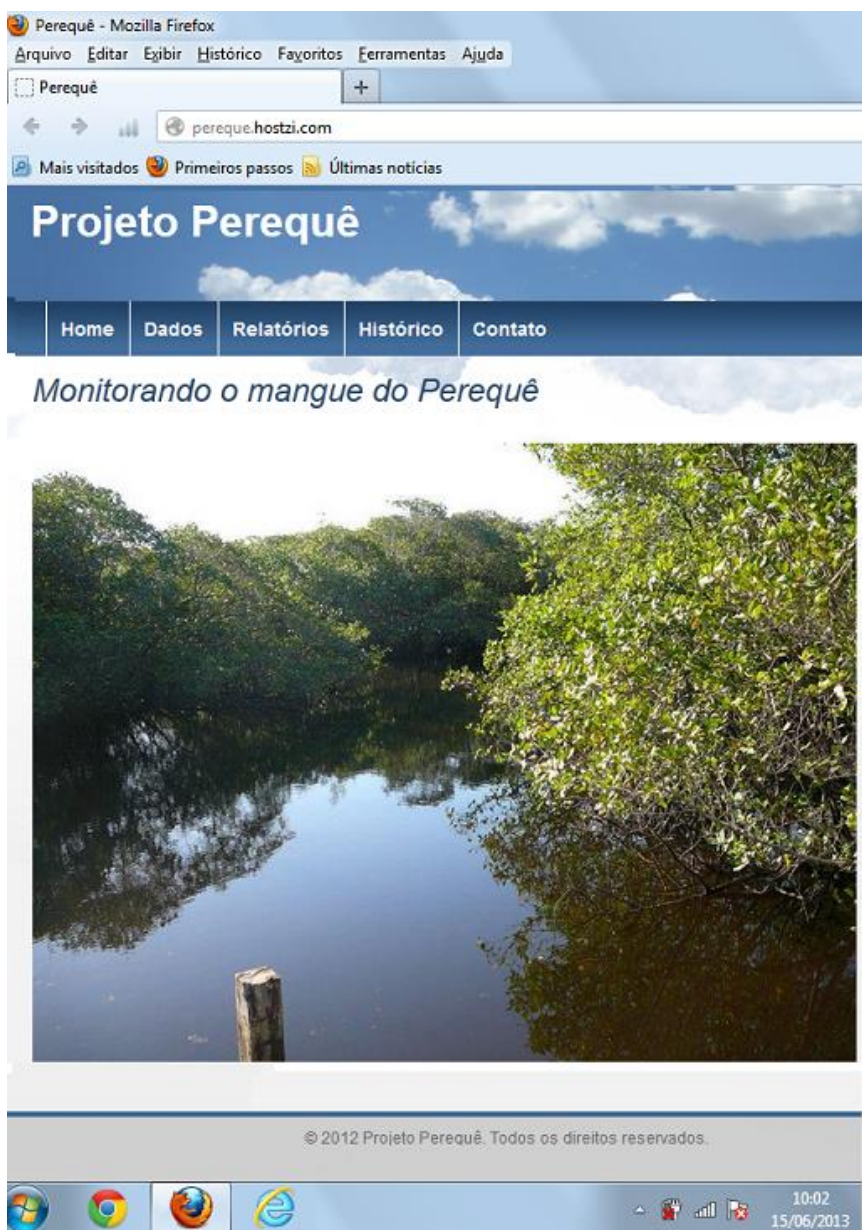 Perequê - Mozilla Firefox
Arquivo Editar Exibir Histórico Favoritos Ferramentas Ajuda
Perequê +
pereque.hostzi.com
Mais visitados Primeiros passos Últimas notícias
Projeto Perequê
Home Dados Relatórios Histórico Contato
Monitorando o mangue do Perequê
© 2012 Projeto Perequê. Todos os direitos reservados.
10:02
15/06/2013